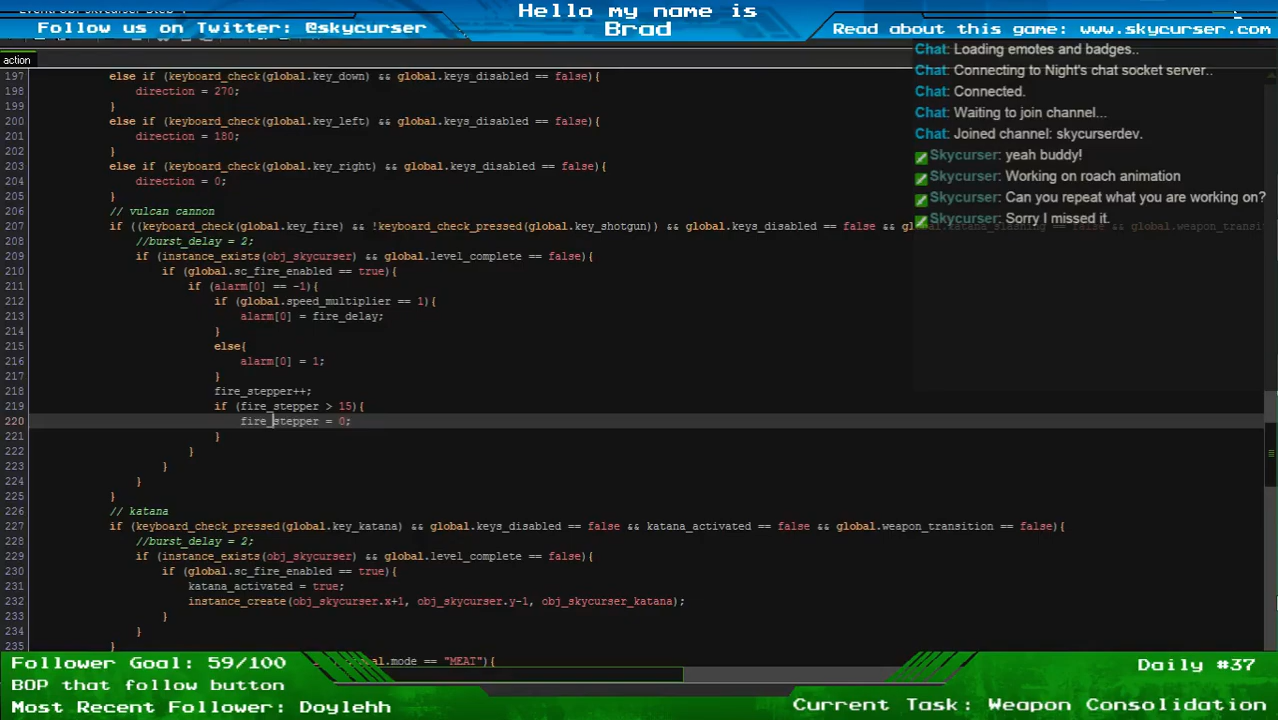 Hello my name is
Brad
Follow us on Twitter: @skycurser
Read about this game: www.skycurser.com
action
Chat: Loading emotes and badges..
Chat: Connecting to Night's chat socket server..
Chat: Connected.
Chat: Waiting to join channel...
Chat: Joined channel: skycurserdev.
Skycurser: yeah buddy!
Skycurser: Working on roach animation
Skycurser: Can you repeat what you are working on?
Skycurser: Sorry I missed it.
197 else if (keyboard_check(global.key_down) && global.keys_disabled == false){
198 direction = 270;
199 }
200 else if (keyboard_check(global.key_left) && global.keys_disabled == false){
201 direction = 180;
202 }
203 else if (keyboard_check(global.key_right) && global.keys_disabled == false){
204 direction = 0;
205 }
206 // vulcan cannon
207 if ((keyboard_check(global.key_fire) && !keyboard_check_pressed(global.key_shotgun)) && global.keys_disabled == false && global.katana_slashing == false && global.weapon_transiti
208 //burst_delay = 2;
209 if (instance_exists(obj_skycurser) && global.level_complete == false){
210 if (global.sc_fire_enabled == true){
211 if (alarm[0] == -1){
212 if (global.speed_multiplier == 1){
213 alarm[0] = fire_delay;
214 }
215 else{
216 alarm[0] = 1;
217 }
218 fire_stepper++;
219 if (fire_stepper > 15){
220 fire_stepper = 0;
221 }
222 }
223 }
224 }
225 }
226 // katana
227 if (keyboard_check_pressed(global.key_katana) && global.keys_disabled == false && katana_activated == false && global.weapon_transition == false){
228 //burst_delay = 2;
229 if (instance_exists(obj_skycurser) && global.level_complete == false){
230 if (global.sc_fire_enabled == true){
231 katana_activated = true;
232 instance_create(obj_skycurser.x+1, obj_skycurser.y-1, obj_skycurser_katana);
233 }
234 }
235 }
.mode == "MEAT"){
Follower Goal: 59/100
BOP that follow button
Most Recent Follower: Doylehh
Daily #37
Current Task: Weapon Consolidation